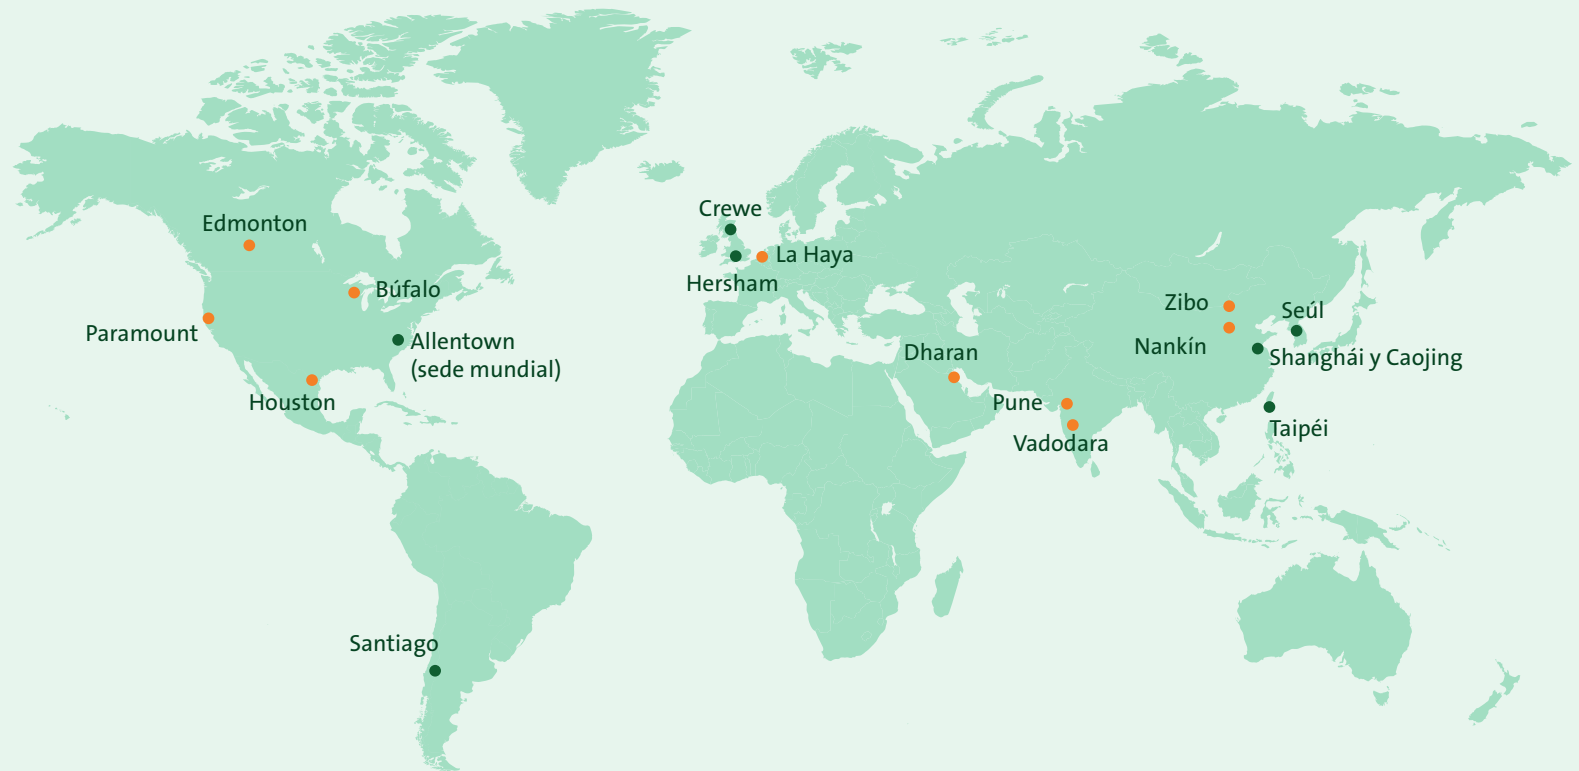 Edmonton
Búfalo
Paramount
Allentown
(sede mundial)
Houston
Santiago
Crewe
La Haya
Hersham
Dharan
Pune
Vadodara
Zibo
Seúl
Nankín
Shanghái y Caojing
Taipéi